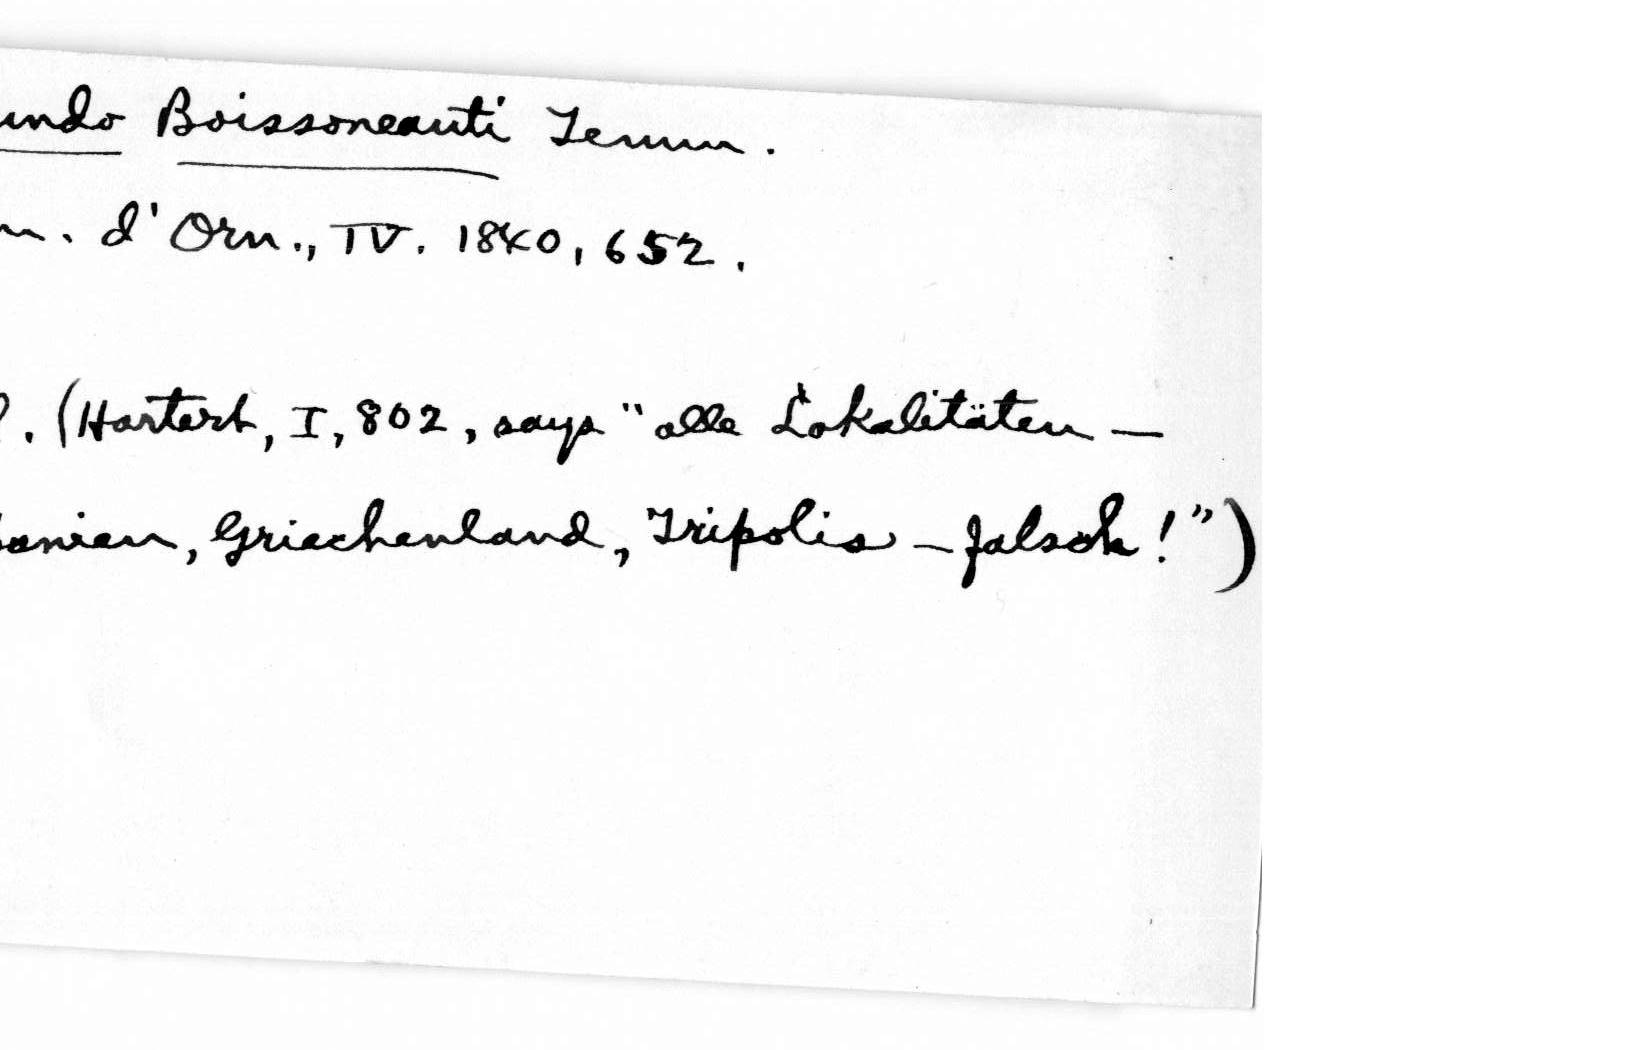 undo Boissoneauti Temm.
n. d'Orn., IV. 1840, 652.
. (Hartert, I, 802, says "alle Lokalitäten —
anien, Griechenland, Tripolis — falsch!")